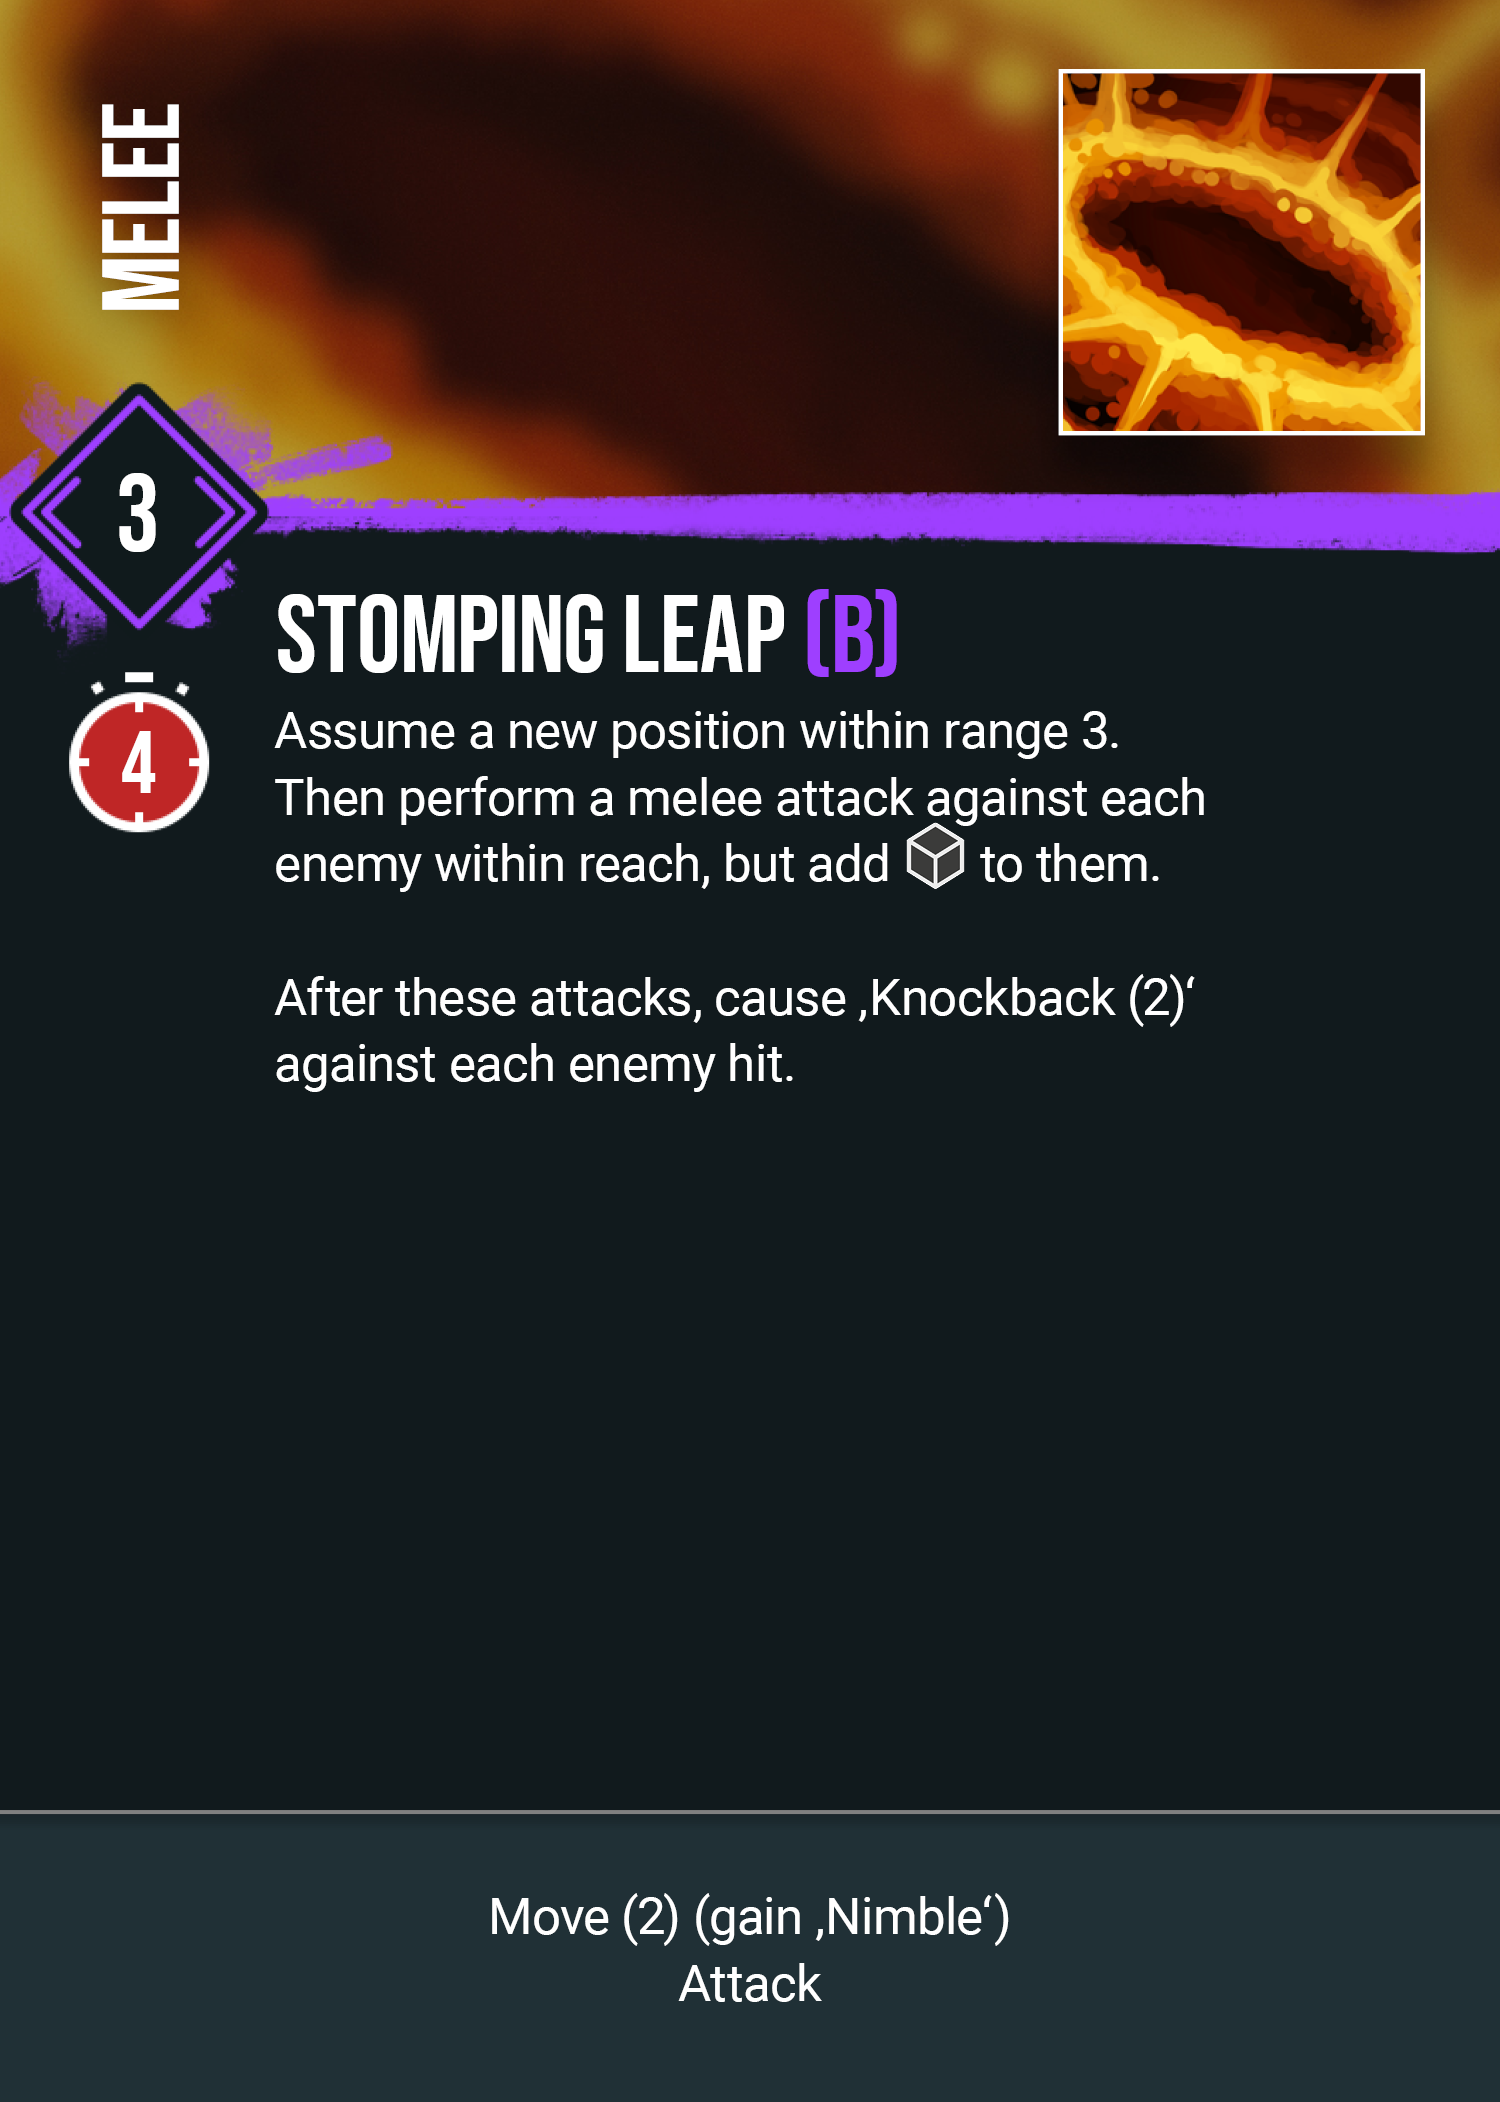 MELEE
3
STOMPING LEAP (B)
4
Assume a new position within range 3.
Then perform a melee attack against each
enemy within reach, but add to them.
After these attacks, cause ‚Knockback (2)‘
against each enemy hit.
Move (2) (gain ‚Nimble‘)
Attack